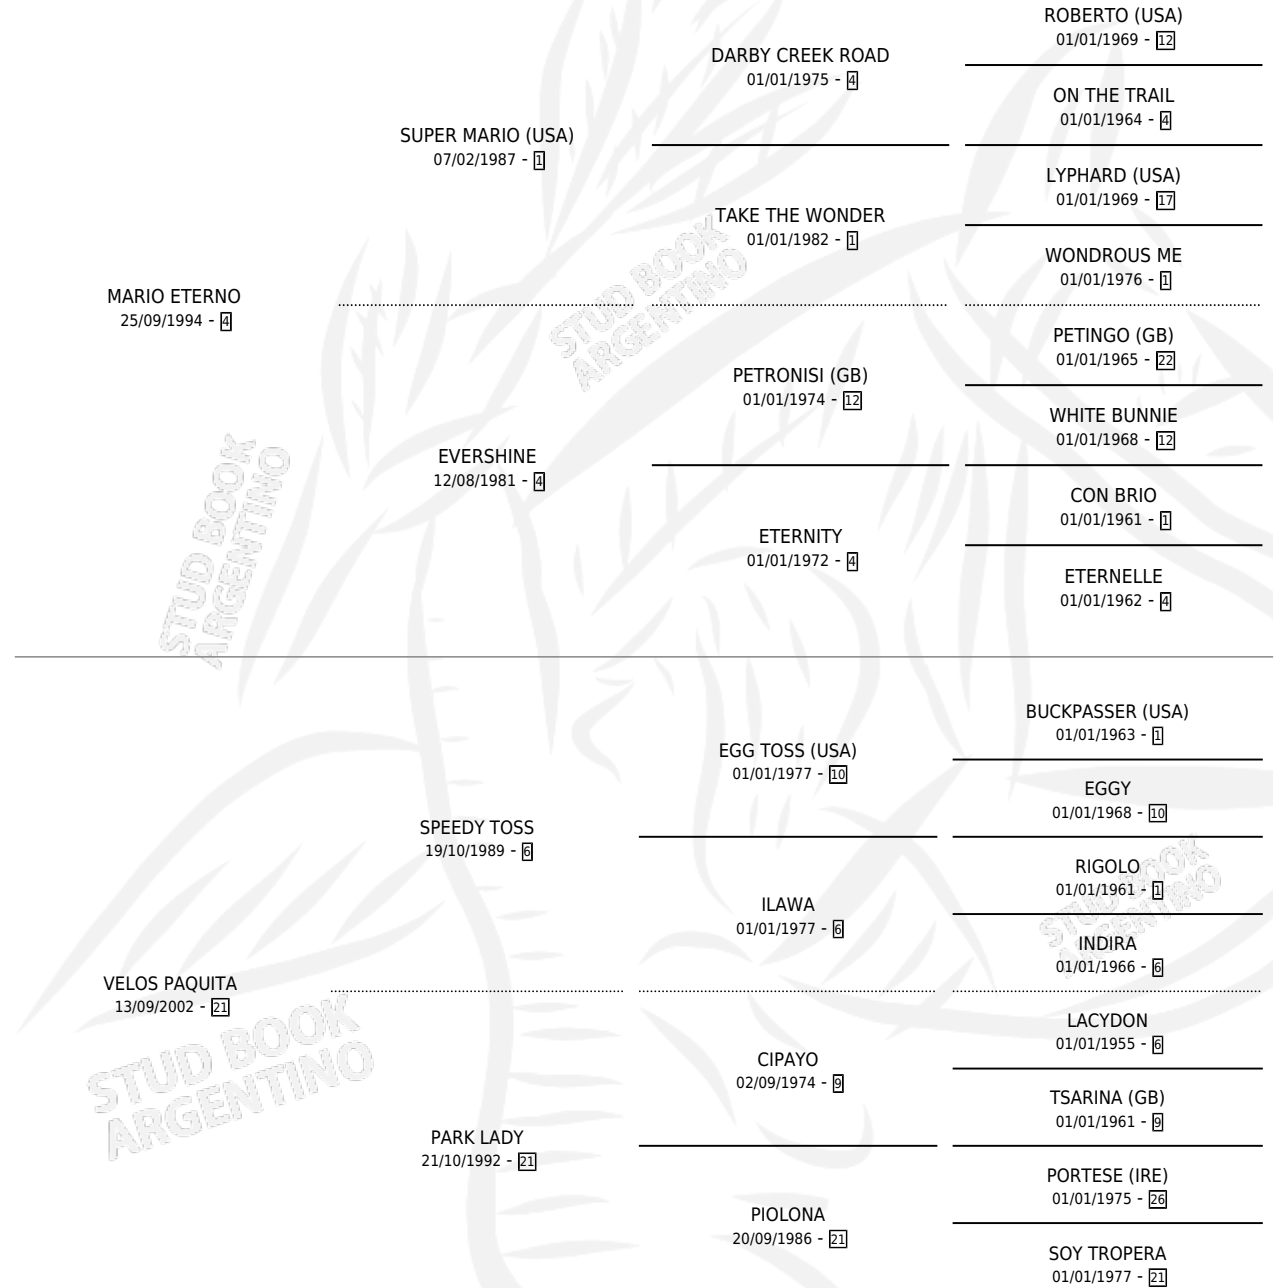 ROBERTO (USA)
01/01/1969 - 12
DARBY CREEK ROAD
01/01/1975 - 4
ON THE TRAIL
01/01/1964 - 4
SUPER MARIO (USA)
07/02/1987 - 1
LYPHARD (USA)
01/01/1969 - 17
TAKE THE WONDER
01/01/1982 - 1
WONDROUS ME
01/01/1976 - 1
MARIO ETERNO
25/09/1994 - 4
STUD BOOK
ARGENTINO
PETINGO (GB)
01/01/1965 - 22
PETRONISI (GB)
01/01/1974 - 12
WHITE BUNNIE
01/01/1968 - 12
EVERSHINE
12/08/1981 - 4
CON BRIO
01/01/1961 - 1
ETERNITY
01/01/1972 - 4
ETERNELLE
01/01/1962 - 4
STUD BOOK
ARGENTINO
BUCKPASSER (USA)
01/01/1963 - 1
EGG TOSS (USA)
01/01/1977 - 10
EGGY
01/01/1968 - 10
SPEEDY TOSS
19/10/1989 - 6
RIGOLO
01/01/1961 - 1
ILAWA
01/01/1977 - 6
INDIRA
01/01/1966 - 6
STUD BOOK
ARGENTINO
VELOS PAQUITA
13/09/2002 - 21
LACYDON
01/01/1955 - 6
CIPAYO
02/09/1974 - 9
TSARINA (GB)
01/01/1961 - 9
STUD BOOK
ARGENTINO
PARK LADY
21/10/1992 - 21
PORTESE (IRE)
01/01/1975 - 26
PIOLONA
20/09/1986 - 21
SOY TROPERA
01/01/1977 - 21